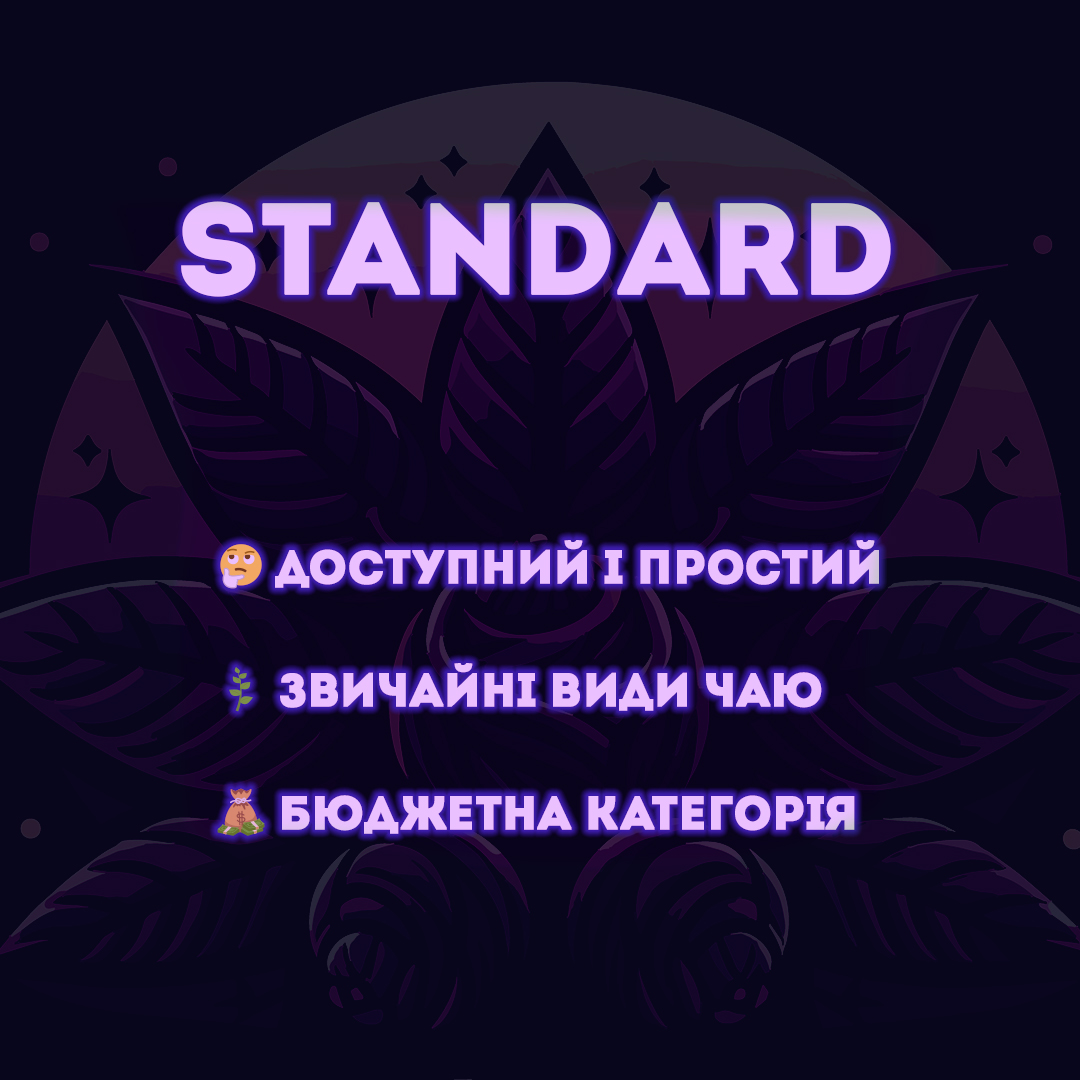 STANDARD
🤔 ДОСТУПНИЙ І ПРОСТИЙ
🌿 ЗВИЧАЙНІ ВИДИ ЧАЮ
💰 БЮДЖЕТНА КАТЕГОРІЯ